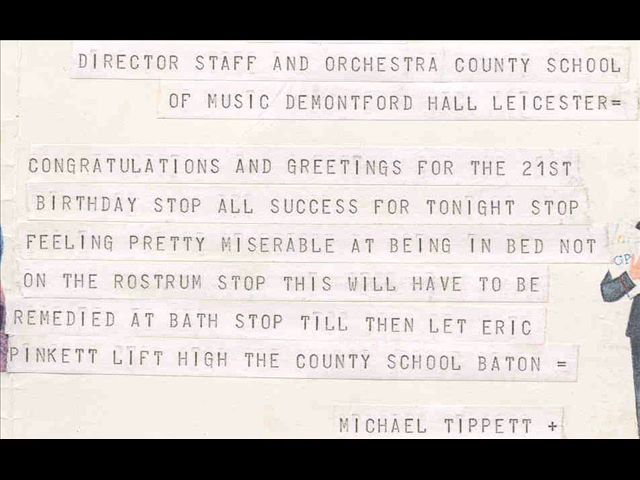 DIRECTOR STAFF AND ORCHESTRA COUNTY SCHOOL
OF MUSIC DEMONTFORD HALL LEICESTER=
CONGRATULATIONS AND GREETINGS FOR THE 21ST
BIRTHDAY STOP ALL SUCCESS FOR TONIGHT STOP
FEELING PRETTY MISERABLE AT BEING IN BED NOT
ON THE ROSTRUM STOP THIS WILL HAVE TO BE
REMEDIED AT BATH STOP TILL THEN LET ERIC
PINKETT LIFT HIGH THE COUNTY SCHOOL BATON =
MICHAEL TIPPETT +